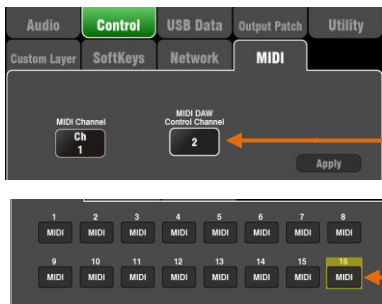 Audio Control USB Data Output Patch Utility
Custom Layer SoftKeys Network MIDI
MIDI Channel
Ch
1
MIDI DAW
Control Channel
2
Apply
1 2 3 4 5 6 7 8
MIDI MIDI MIDI MIDI MIDI MIDI MIDI MIDI
9 10 11 12 13 14 15 16
MIDI MIDI MIDI MIDI MIDI MIDI MIDI MIDI